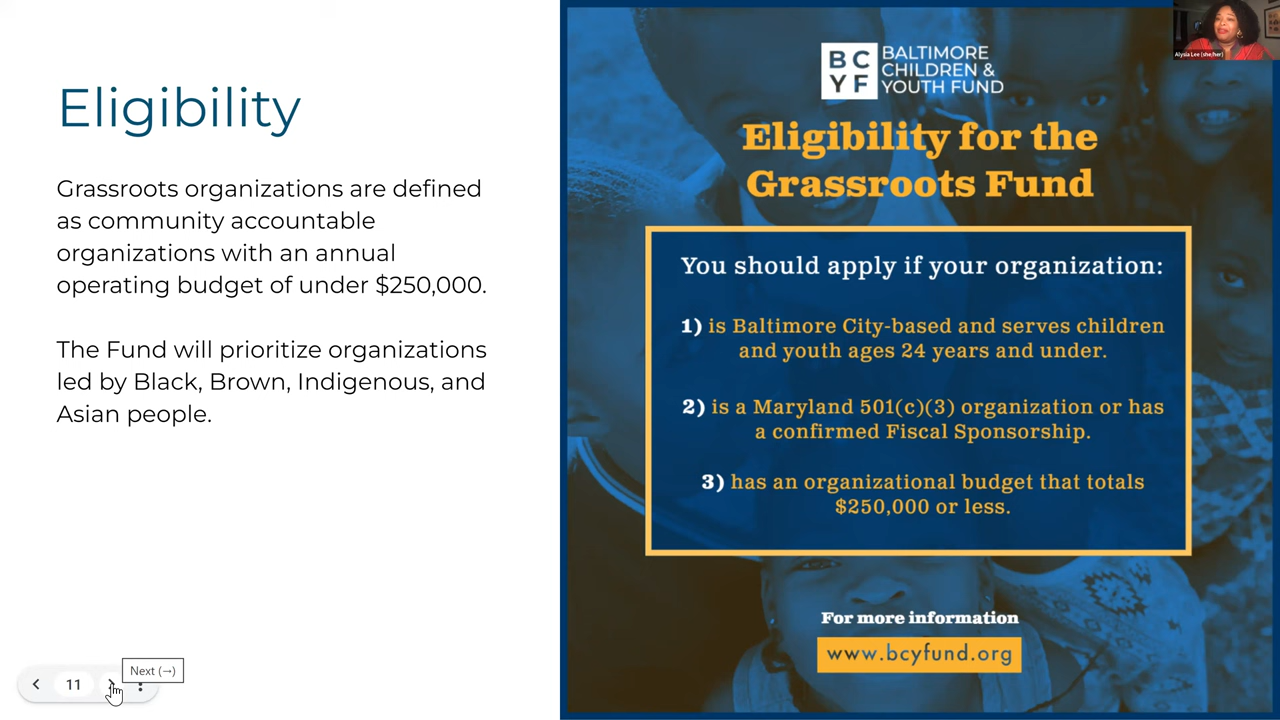 Eligibility
Grassroots organizations are defined
as community accountable
organizations with an annual
operating budget of under $250,000.
The Fund will prioritize organizations
led by Black, Brown, Indigenous, and
Asian people.
11
Next (→)
B C
Y F
BALTIMORE
CHILDREN &
YOUTH FUND
Eligibility for the
Grassroots Fund
You should apply if your organization:
1) is Baltimore City-based and serves children
and youth ages 24 years and under.
2) is a Maryland 501(c)(3) organization or has
a confirmed Fiscal Sponsorship.
3) has an organizational budget that totals
$250,000 or less.
For more information
www.bcyfund.org
Alysia Lee (she/her)